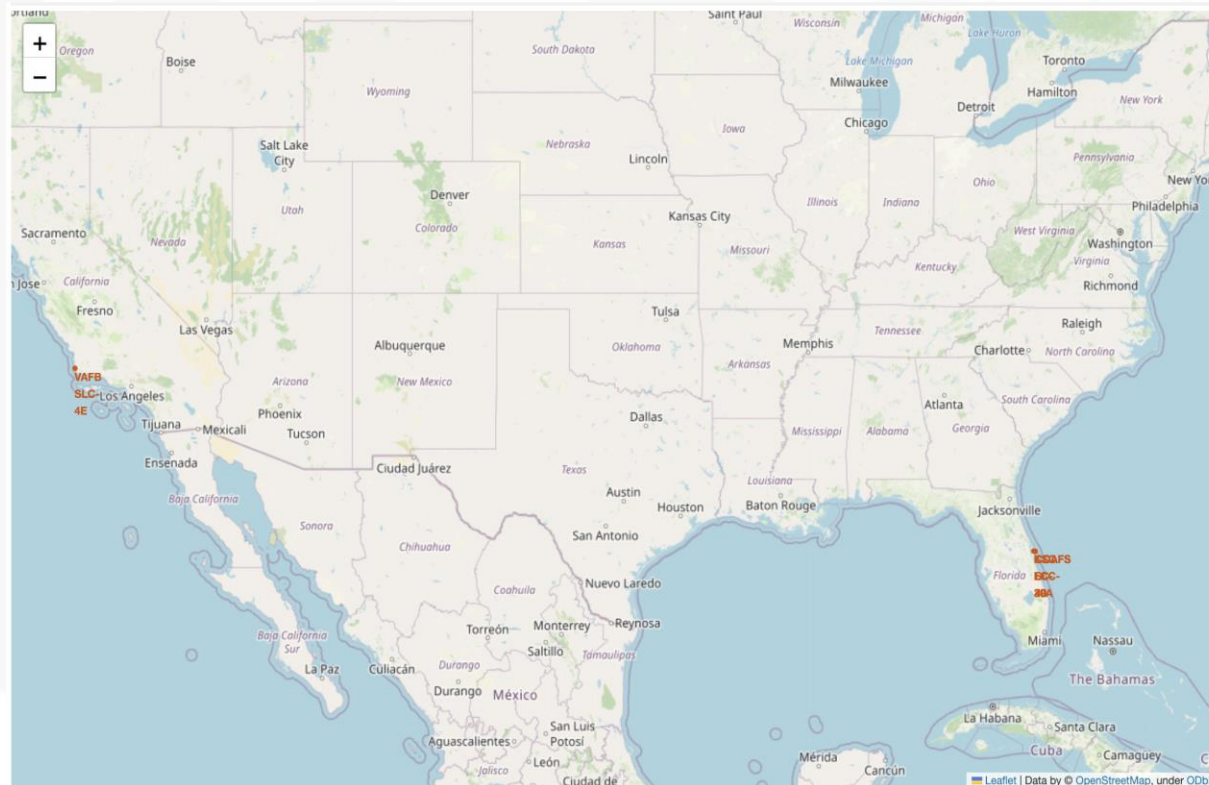 Portland
Saint Paul
Wisconsin
Michigan
Lake Huron
+
−
Oregon
Boise
South Dakota
Wyoming
Lake Michigan
Milwaukee
Toronto
Hamilton
Detroit
New York
Chicago
Iowa
Salt Lake
City
Nebraska
Lincoln
Pennsylvania
Ohio
New York
Philadelphia
Denver
Utah
Colorado
Illinois
Indiana
Kansas City
Kansas
Missouri
West Virginia
Washington
Sacramento
Nevada
Virginia
Kentucky
Richmond
California
n Jose
Fresno
Las Vegas
Tulsa
Raleigh
Tennessee
Albuquerque
Oklahoma
Memphis
Charlotte
North Carolina
Arkansas
VAFB
SLC-
4E
Los Angeles
Arizona
New Mexico
South Carolina
Atlanta
Phoenix
Dallas
Tijuana
Mexicali
Tucson
Mississippi
Alabama
Georgia
Ensenada
Ciudad Juárez
Texas
Louisiana
Baja California
Austin
Houston
Baton Rouge
Jacksonville
Sonora
San Antonio
Chihuahua
Florida
Coahuila
Nuevo Laredo
Reynosa
Torreón
Monterrey
Saltillo
Miami
Nassau
Baja California
Sur
Tamaulipas
La Paz
Culiacán
Durango
Durango
México
The Bahamas
La Habana
Santa Clara
San Luis
Potosí
Aguascalientes
Cuba
Camaguey
León
Jalisco
Mérida
Cancún
Ciudad de
Leaflet | Data by © OpenStreetMap, under ODb